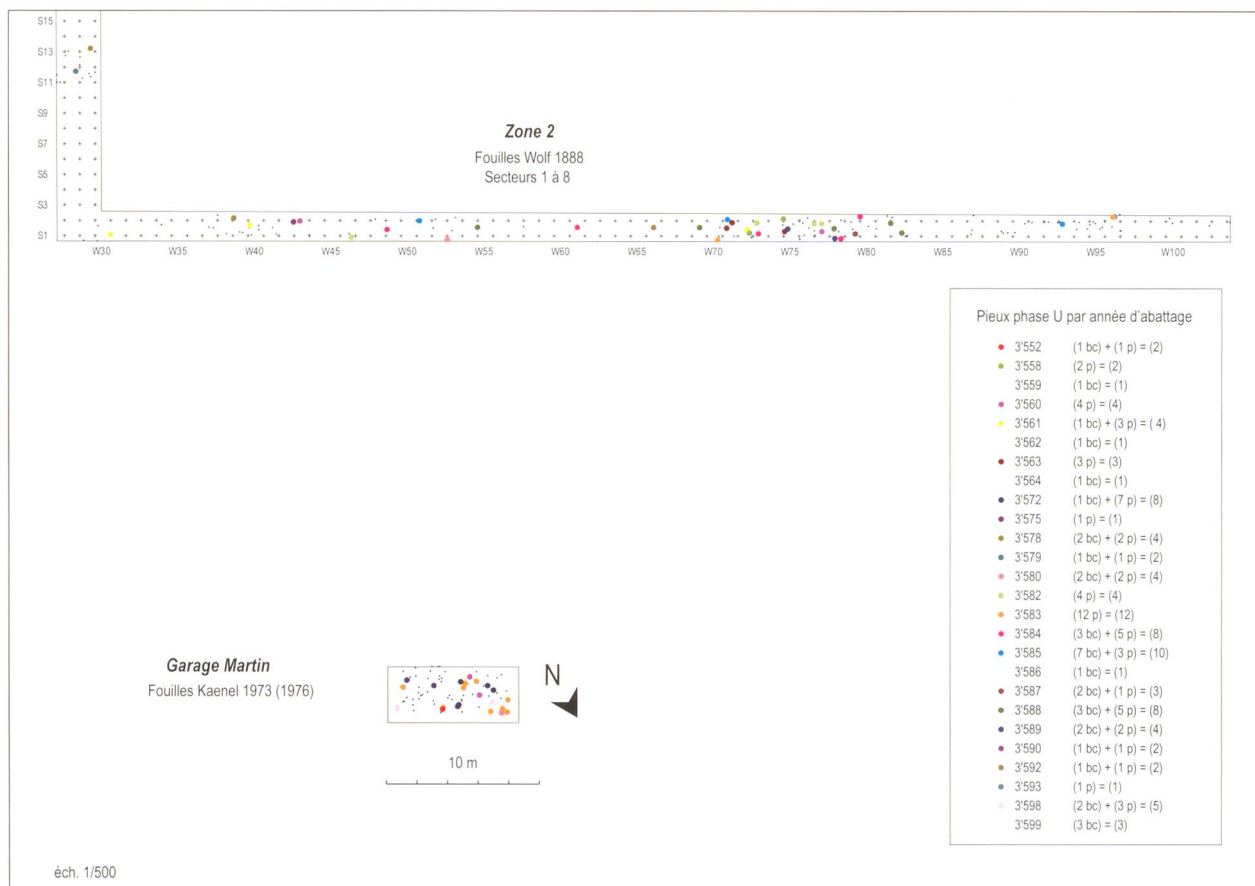 S15
S13
S11
S9
S7
S5
S3
S1
Zone 2
Fouilles Wolf 1888
Secteurs 1 à 8
W30 W35 W40 W45 W50 W55 W60 W65 W70 W75 W80 W85 W90 W95 W100
Pieux phase U par année d'abattage
3'552 (1 bc) + (1 p) = (2)
3'558 (2 p) = (2)
3'559 (1 bc) = (1)
3'560 (4 p) = (4)
3'561 (1 bc) + (3 p) = ( 4)
3'562 (1 bc) = (1)
3'563 (3 p) = (3)
3'564 (1 bc) = (1)
3'572 (1 bc) + (7 p) = (8)
3'575 (1 p) = (1)
3'578 (2 bc) + (2 p) = (4)
3'579 (1 bc) + (1 p) = (2)
3'580 (2 bc) + (2 p) = (4)
3'582 (4 p) = (4)
3'583 (12 p) = (12)
3'584 (3 bc) + (5 p) = (8)
3'585 (7 bc) + (3 p) = (10)
3'586 (1 bc) = (1)
3'587 (2 bc) + (1 p) = (3)
3'588 (3 bc) + (5 p) = (8)
3'589 (2 bc) + (2 p) = (4)
3'590 (1 bc) + (1 p) = (2)
3'592 (1 bc) + (1 p) = (2)
3'593 (1 p) = (1)
3'598 (2 bc) + (3 p) = (5)
3'599 (3 bc) = (3)
Garage Martin
Fouilles Kaenel 1973 (1976)
N
10 m
éch. 1/500